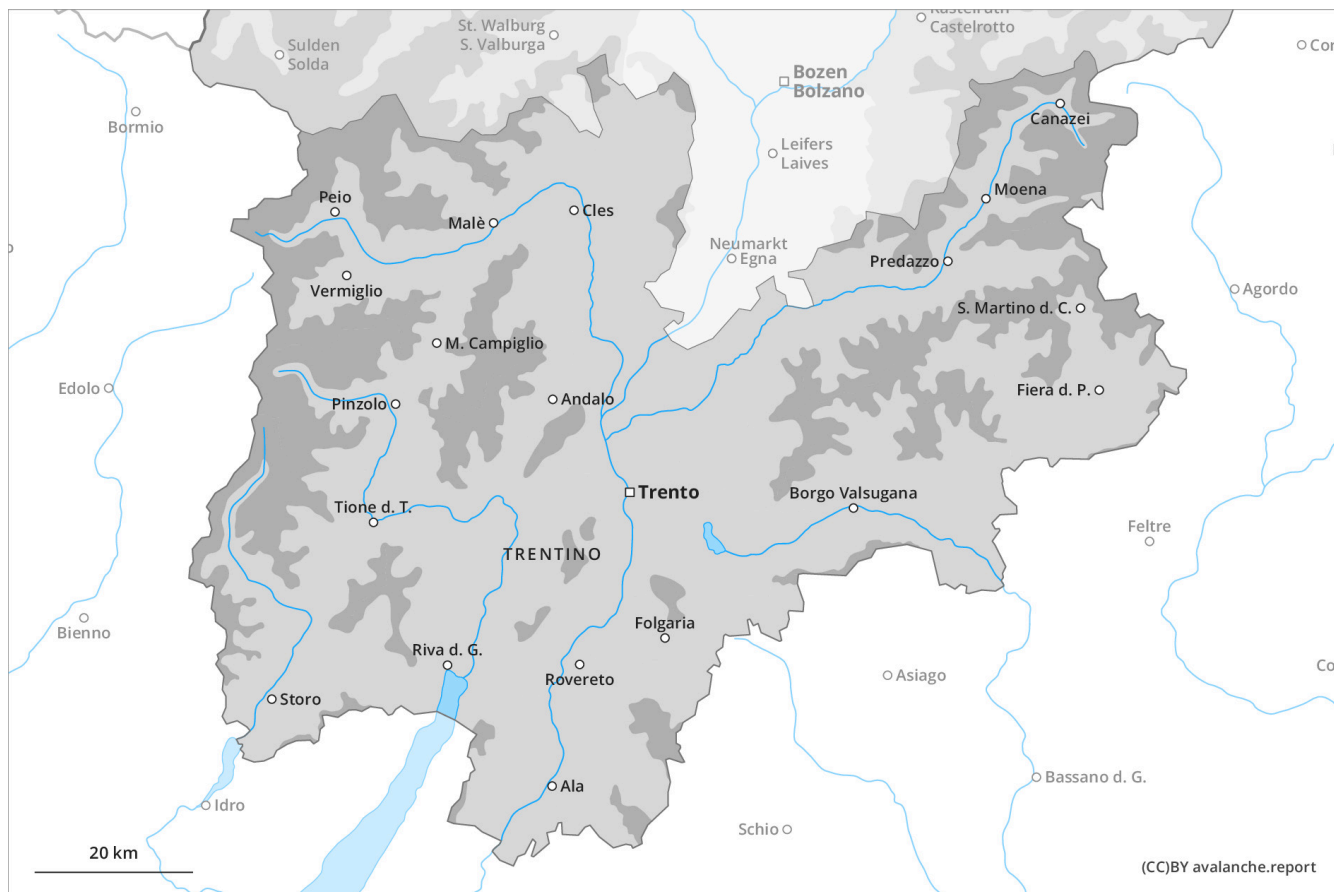 Kastelruth
Castelrotto
St. Walburg
S. Valburga
Sulden
Solda
Bozen
Bolzano
Bormio
Canazei
Leifers
Laives
Moena
Peio
Malè
Cles
Neumarkt
Egna
Predazzo
Vermiglio
Agordo
S. Martino d. C.
M. Campiglio
Edolo
Pinzolo
Andalo
Fiera d. P.
Trento
Borgo Valsugana
Tione d. T.
Feltre
TRENTINO
Bienno
Folgaria
Riva d. G.
Rovereto
Asiago
Storo
Ala
Bassano d. G.
Idro
Schio
20 km
(CC)BY avalanche.report